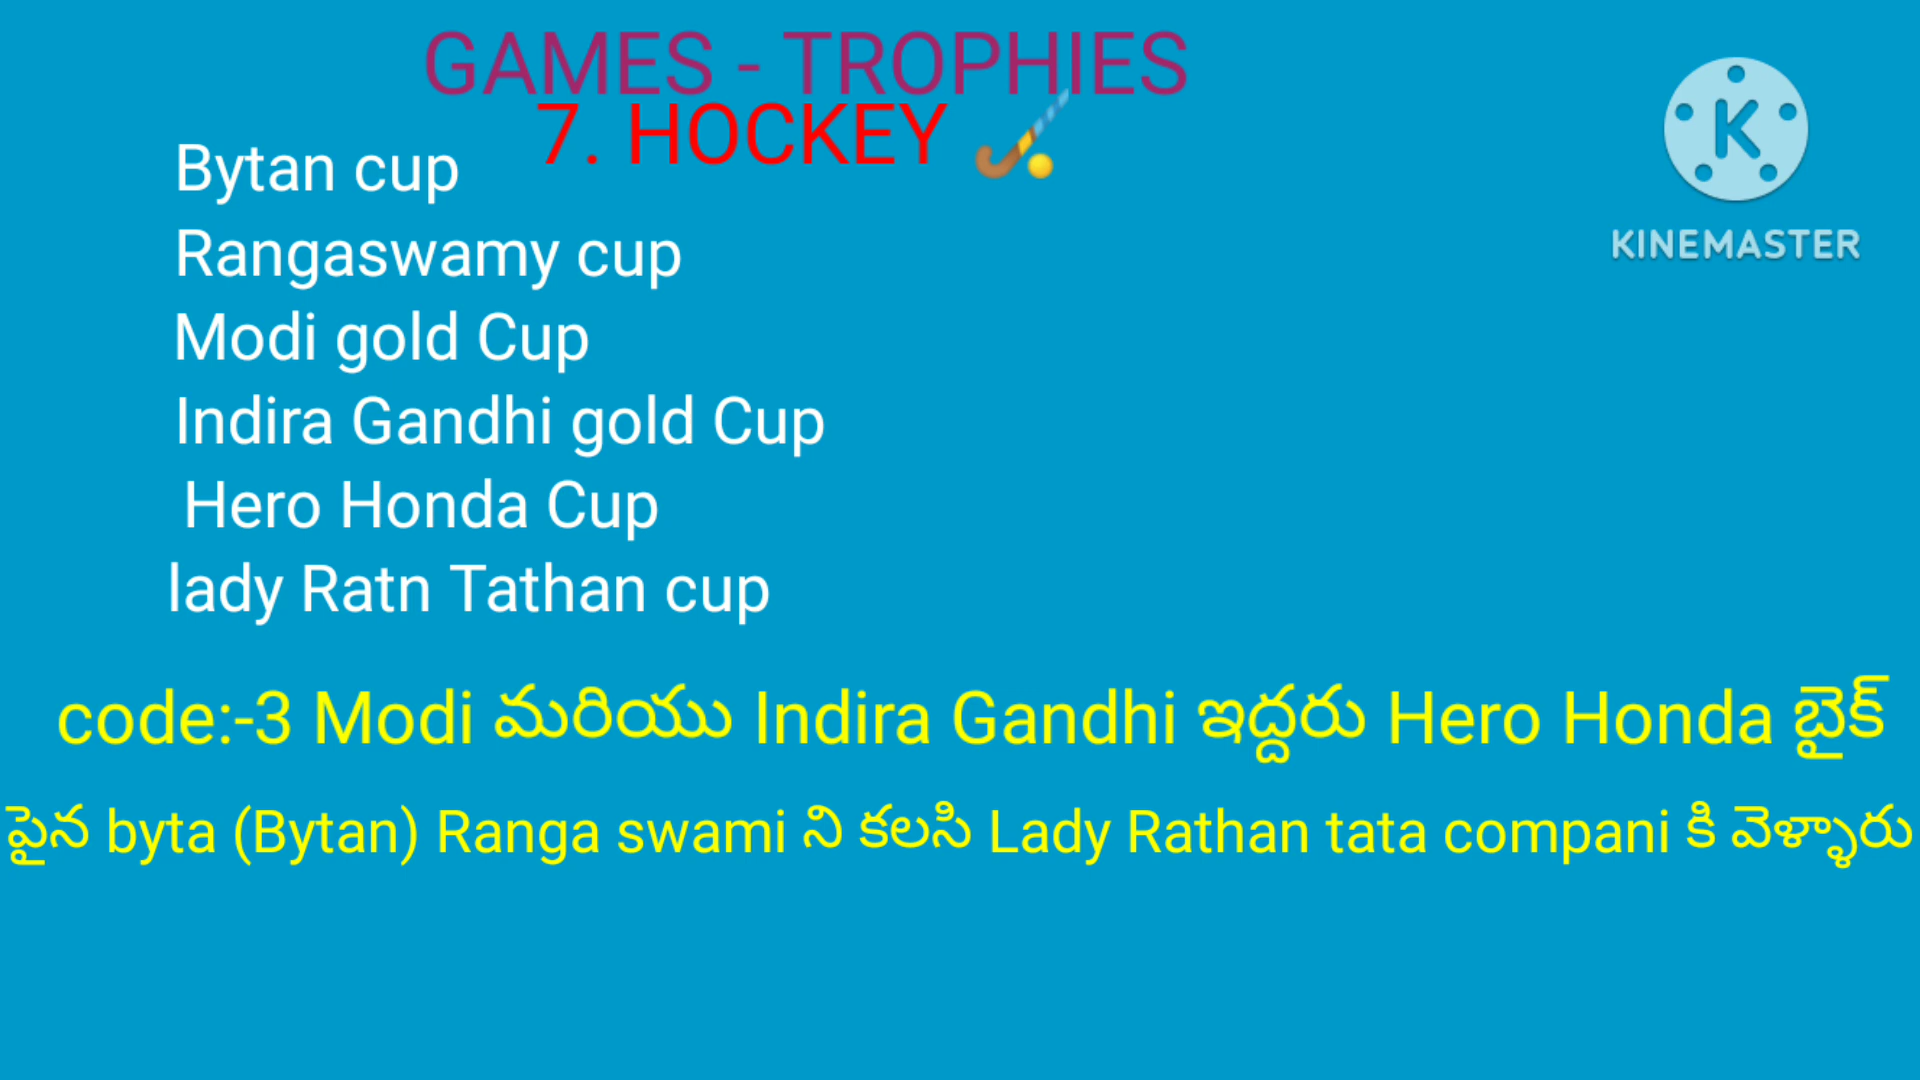 GAMES - TROPHIES
7. HOCKEY
Bytan cup
Rangaswamy cup
Modi gold Cup
Indira Gandhi gold Cup
Hero Honda Cup
lady Ratn Tathan cup
code:-3 Modi మరియు Indira Gandhi ఇద్దరు Hero Honda బైక్
పైన byta (Bytan) Ranga swami ని కలసి Lady Rathan tata compani కి వెళ్ళారు
K
KINEMASTER